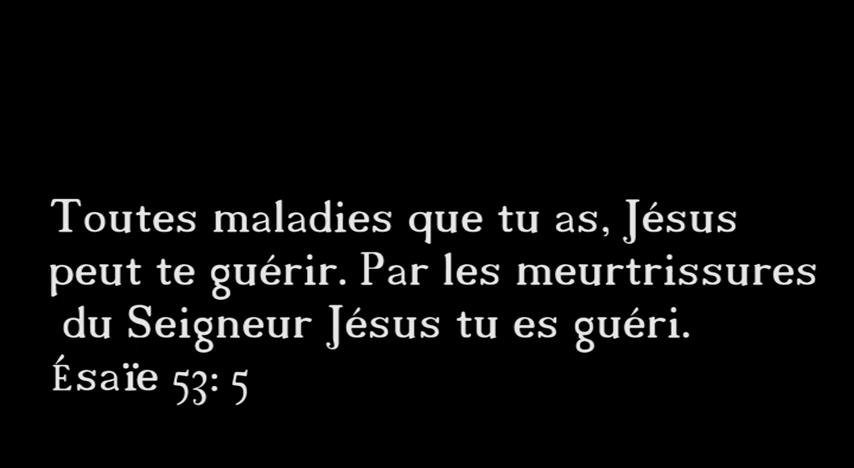 Toutes maladies que tu as, Jésus
peut te guérir. Par les meurtrissures
du Seigneur Jésus tu es guéri.
Ésaïe 53: 5